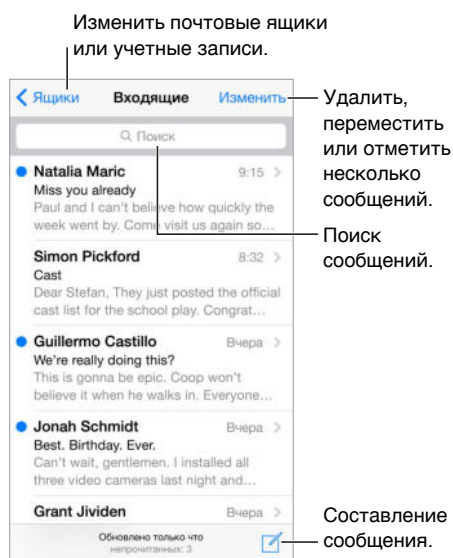 Изменить почтовые ящики
или учетные записи.
Ящики Входящие Изменить
Поиск
Удалить,
переместить
или отметить
несколько
сообщений.
Поиск
сообщений.
Natalia Maric 9:15
Miss you already
Paul and I can't believe how quickly the
week went by. Come visit us again so...
Simon Pickford 8:32
Cast
Dear Stefan, They just posted the official
cast list for the school play. Congrat...
Guillermo Castillo Вчера
We're really doing this?
This is gonna be epic. Coop won't
believe it when he walks in. Everyone...
Jonah Schmidt Вчера
Best. Birthday. Ever.
Can't wait, gentlemen. I installed all
three video cameras last night and...
Grant Jividen Вчера
Обновлено только что
непрочитанных: 3
Составление
сообщения.